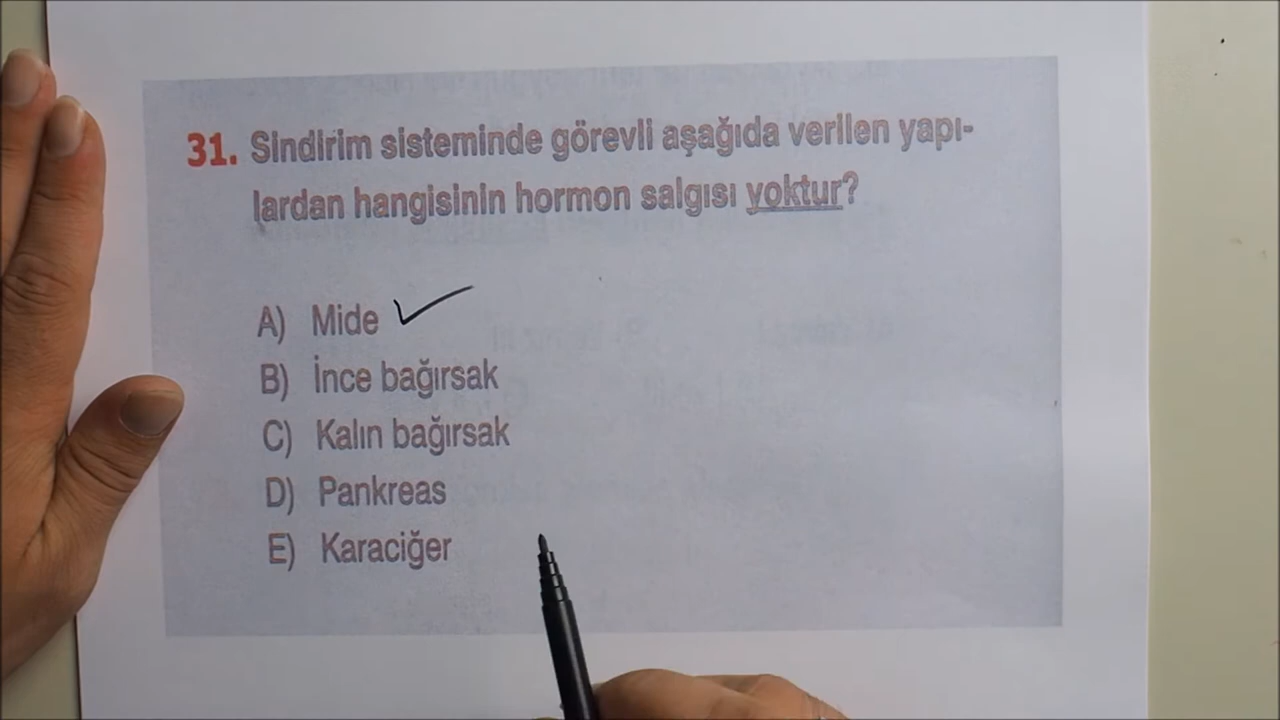 31. Sindirim sisteminde görevli aşağıda verilen yapı-
lardan hangisinin hormon salgısı yoktur?
A) Mide
B) İnce bağırsak
C) Kalın bağırsak
D) Pankreas
E) Karaciğer